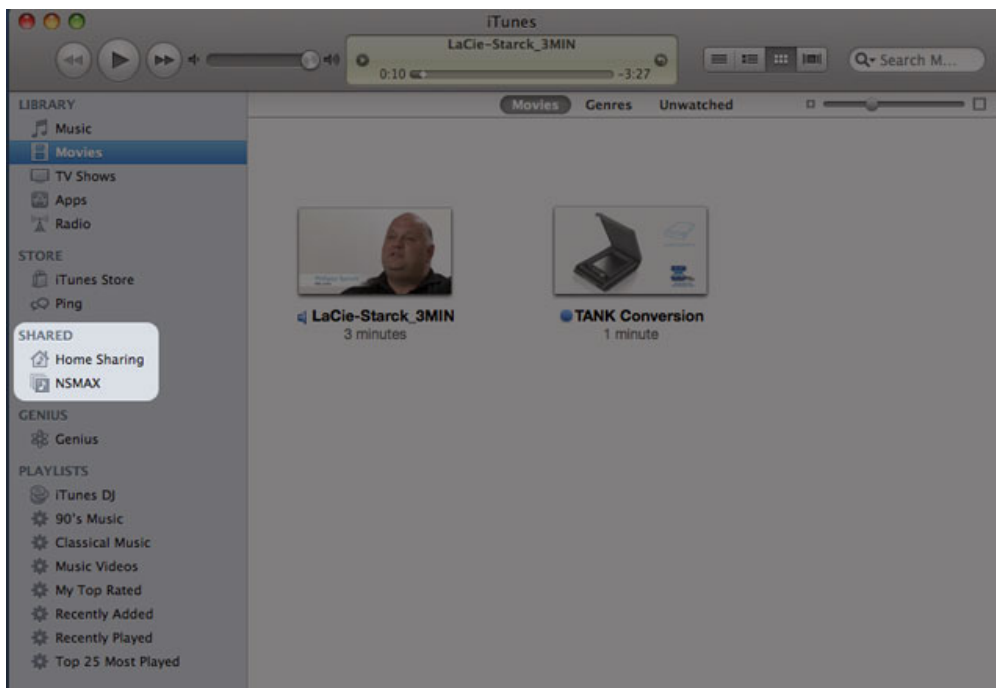 iTunes
LaCie-Starck_3MIN
0:10
-3:27
Search M...
LIBRARY
Music
Movies
TV Shows
Apps
Radio
STORE
iTunes Store
Ping
SHARED
Home Sharing
NSMAX
GENIUS
Genius
PLAYLISTS
iTunes DJ
90's Music
Classical Music
Music Videos
My Top Rated
Recently Added
Recently Played
Top 25 Most Played
Movies Genres Unwatched
LaCie-Starck_3MIN
3 minutes
TANK Conversion
1 minute